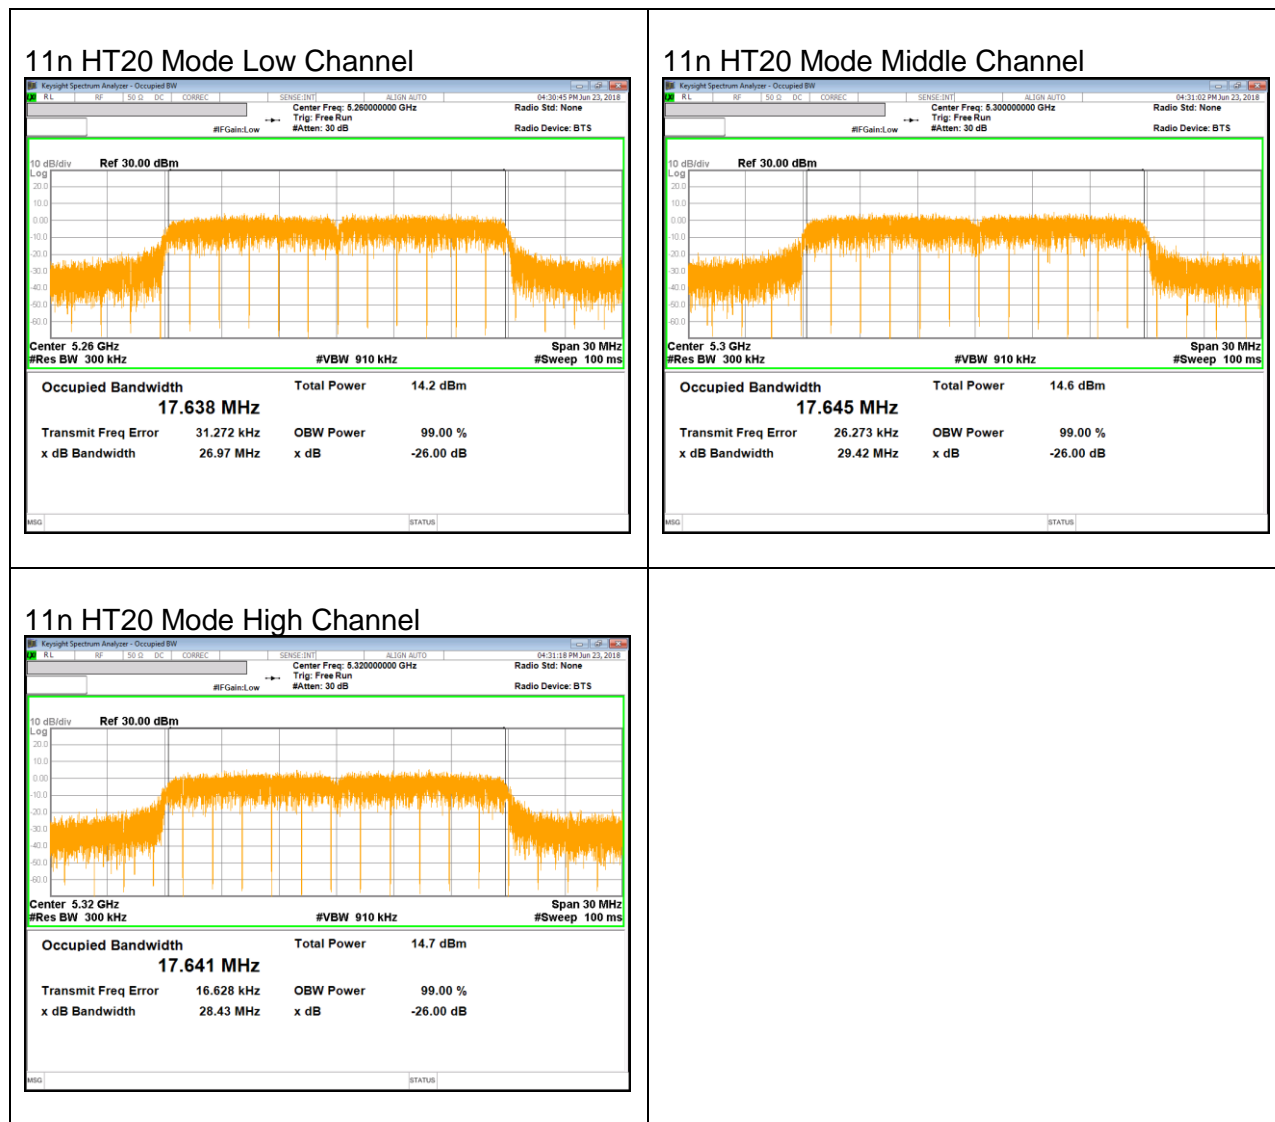 11n HT20 Mode Low Channel
Keysight Spectrum Analyzer - Occupied BW
RL RF 50 Ω DC CORREC SENSE:INT ALIGN AUTO 04:30:45 PM Jun 23, 2018
Center Freq: 5.260000000 GHz Radio Std: None
Trig: Free Run
#IFGain:Low #Atten: 30 dB Radio Device: BTS
10 dB/div Ref 30.00 dBm
Log
20.0
10.0
0.00
-10.0
-20.0
-30.0
-40.0
-50.0
-60.0
Center 5.26 GHz Span 30 MHz
#Res BW 300 kHz #VBW 910 kHz #Sweep 100 ms
Occupied Bandwidth Total Power 14.2 dBm
17.638 MHz
Transmit Freq Error 31.272 kHz OBW Power 99.00 %
x dB Bandwidth 26.97 MHz x dB -26.00 dB
MSG STATUS
11n HT20 Mode Middle Channel
Keysight Spectrum Analyzer - Occupied BW
RL RF 50 Ω DC CORREC SENSE:INT ALIGN AUTO 04:31:02 PM Jun 23, 2018
Center Freq: 5.300000000 GHz Radio Std: None
Trig: Free Run
#IFGain:Low #Atten: 30 dB Radio Device: BTS
10 dB/div Ref 30.00 dBm
Log
20.0
10.0
0.00
-10.0
-20.0
-30.0
-40.0
-50.0
-60.0
Center 5.3 GHz Span 30 MHz
#Res BW 300 kHz #VBW 910 kHz #Sweep 100 ms
Occupied Bandwidth Total Power 14.6 dBm
17.645 MHz
Transmit Freq Error 26.273 kHz OBW Power 99.00 %
x dB Bandwidth 29.42 MHz x dB -26.00 dB
MSG STATUS
11n HT20 Mode High Channel
Keysight Spectrum Analyzer - Occupied BW
RL RF 50 Ω DC CORREC SENSE:INT ALIGN AUTO 04:31:18 PM Jun 23, 2018
Center Freq: 5.320000000 GHz Radio Std: None
Trig: Free Run
#IFGain:Low #Atten: 30 dB Radio Device: BTS
10 dB/div Ref 30.00 dBm
Log
20.0
10.0
0.00
-10.0
-20.0
-30.0
-40.0
-50.0
-60.0
Center 5.32 GHz Span 30 MHz
#Res BW 300 kHz #VBW 910 kHz #Sweep 100 ms
Occupied Bandwidth Total Power 14.7 dBm
17.641 MHz
Transmit Freq Error 16.628 kHz OBW Power 99.00 %
x dB Bandwidth 28.43 MHz x dB -26.00 dB
MSG STATUS